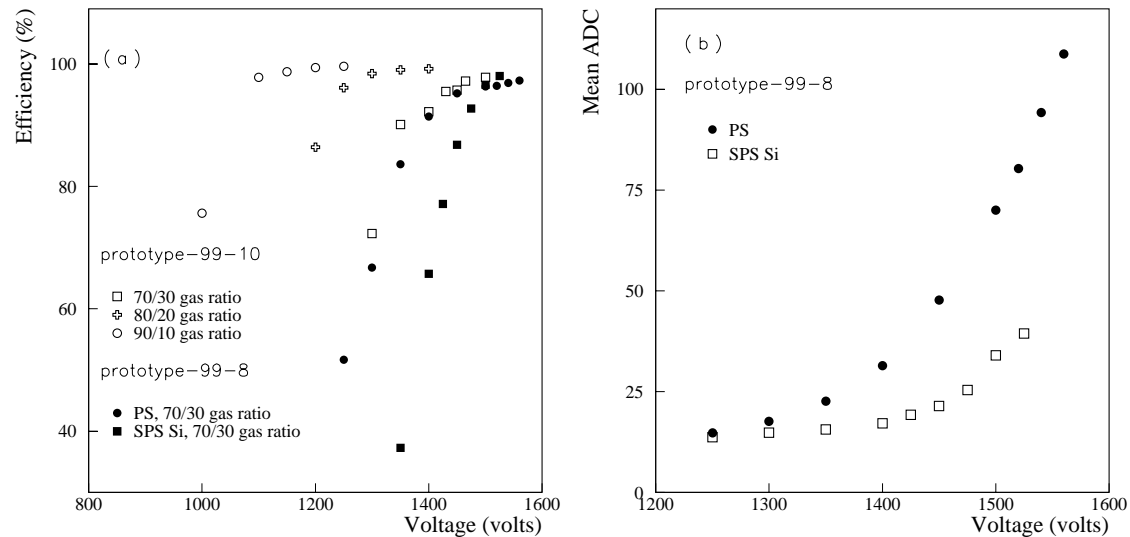 Efficiency (%)
(a)
100
80
60
40
prototype-99-10
70/30 gas ratio
80/20 gas ratio
90/10 gas ratio
prototype-99-8
PS, 70/30 gas ratio
SPS Si, 70/30 gas ratio
800 1000 1200 1400 1600
Voltage (volts)
Mean ADC
(b)
prototype-99-8
PS
SPS Si
100
75
50
25
0
1200 1300 1400 1500 1600
Voltage (volts)